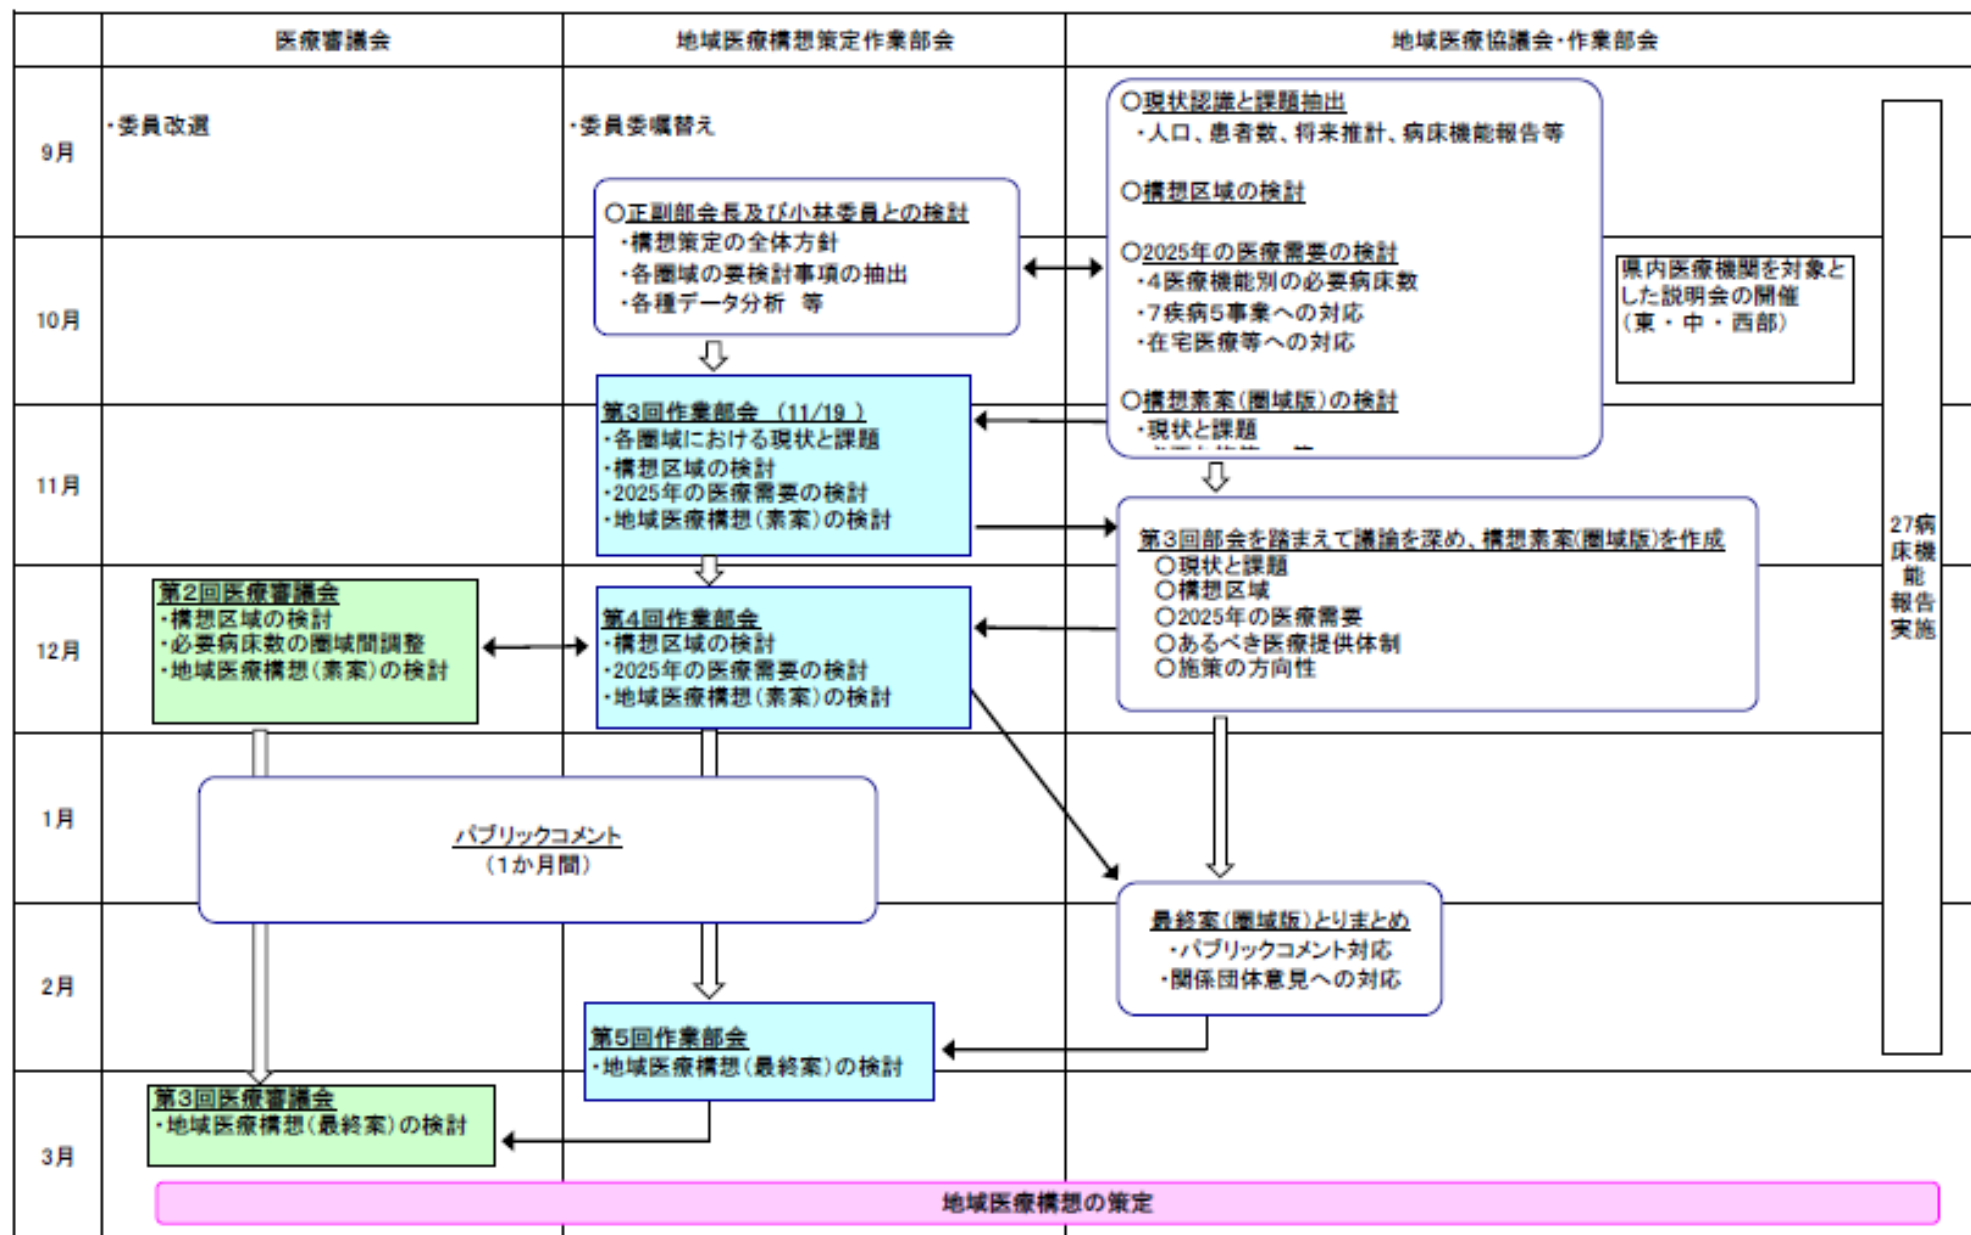 医療審議会
地域医療構想策定作業部会
地域医療協議会・作業部会
9月
・委員改選
・委員委嘱替え
○現状認識と課題抽出
・人口、患者数、将来推計、病床機能報告等
○構想区域の検討
○2025年の医療需要の検討
・4医療機能別の必要病床数
・7疾病5事業への対応
・在宅医療等への対応
○構想素案(圏域版)の検討
・現状と課題
○正副部会長及び小林委員との検討
・構想策定の全体方針
・各圏域の要検討事項の抽出
・各種データ分析 等
10月
県内医療機関を対象と
した説明会の開催
(東・中・西部)
第3回作業部会 (11/19 )
・各圏域における現状と課題
・構想区域の検討
・2025年の医療需要の検討
・地域医療構想(素案)の検討
11月
第3回部会を踏まえて議論を深め、構想素案(圏域版)を作成
○現状と課題
○構想区域
○2025年の医療需要
○あるべき医療提供体制
○施策の方向性
27病
床機
能
報告
実施
12月
第2回医療審議会
・構想区域の検討
・必要病床数の圏域間調整
・地域医療構想(素案)の検討
第4回作業部会
・構想区域の検討
・2025年の医療需要の検討
・地域医療構想(素案)の検討
1月
パブリックコメント
(1か月間)
最終案(圏域版)とりまとめ
・パブリックコメント対応
・関係団体意見への対応
2月
第5回作業部会
・地域医療構想(最終案)の検討
3月
第3回医療審議会
・地域医療構想(最終案)の検討
地域医療構想の策定